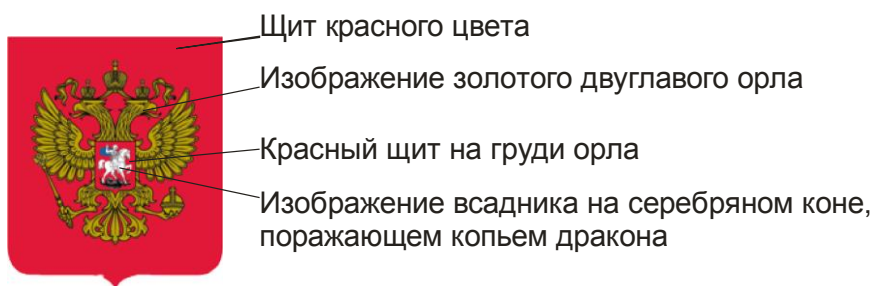 Щит красного цвета
Изображение золотого двуглавого орла
Красный щит на груди орла
Изображение всадника на серебряном коне,
поражающем копьем дракона